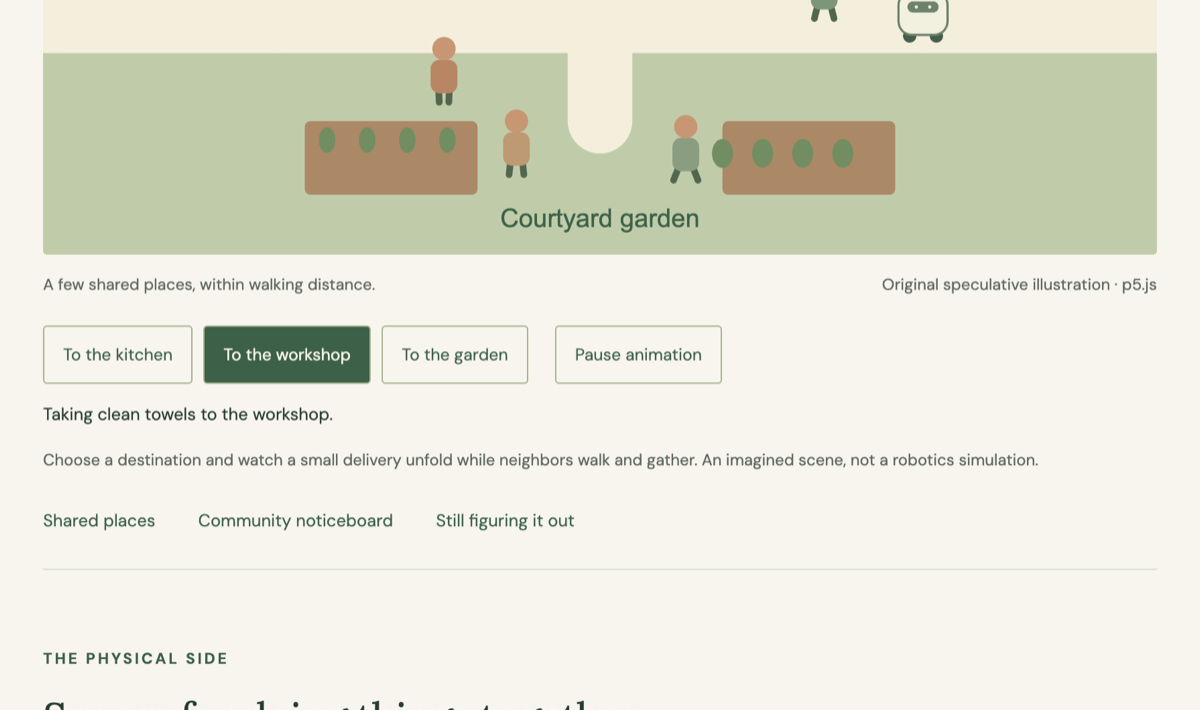 Courtyard garden
A few shared places, within walking distance.
Original speculative illustration · p5.js
To the kitchen
To the workshop
To the garden
Pause animation
Taking clean towels to the workshop.
Choose a destination and watch a small delivery unfold while neighbors walk and gather. An imagined scene, not a robotics simulation.
Shared places
Community noticeboard
Still figuring it out
THE PHYSICAL SIDE